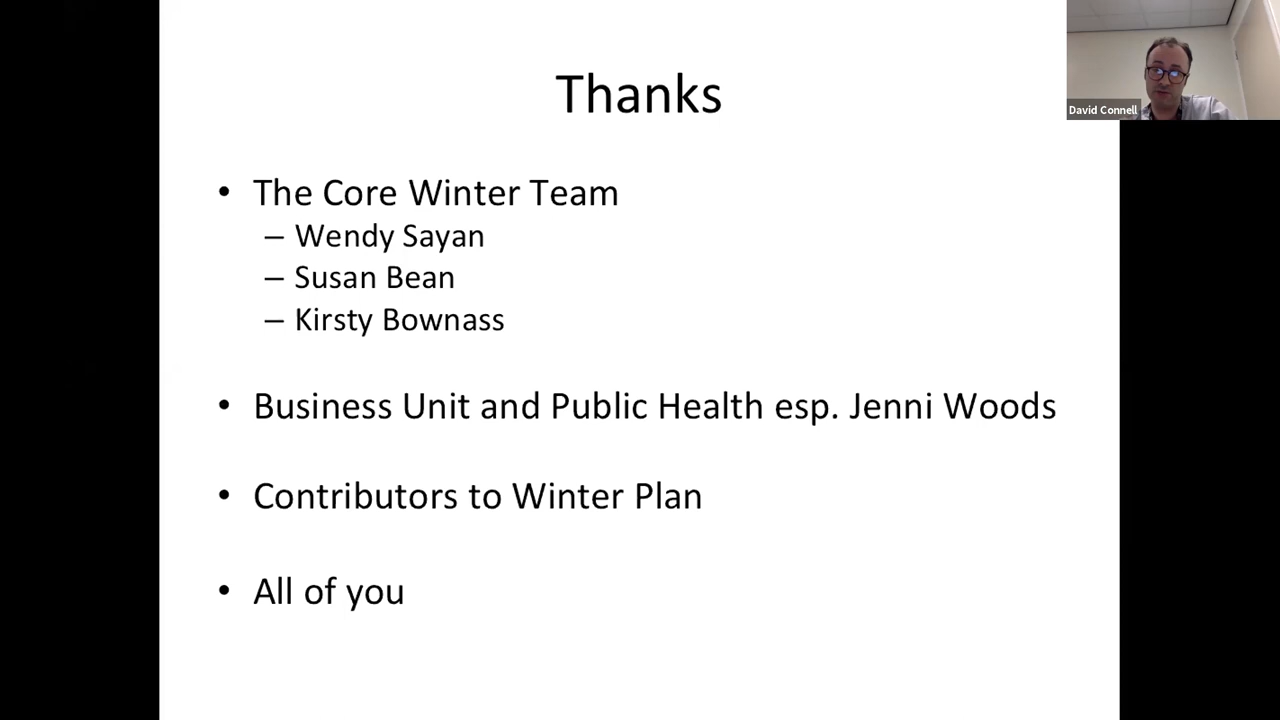 Thanks
David Connell
• The Core Winter Team
– Wendy Sayan
– Susan Bean
– Kirsty Bownass
• Business Unit and Public Health esp. Jenni Woods
• Contributors to Winter Plan
• All of you